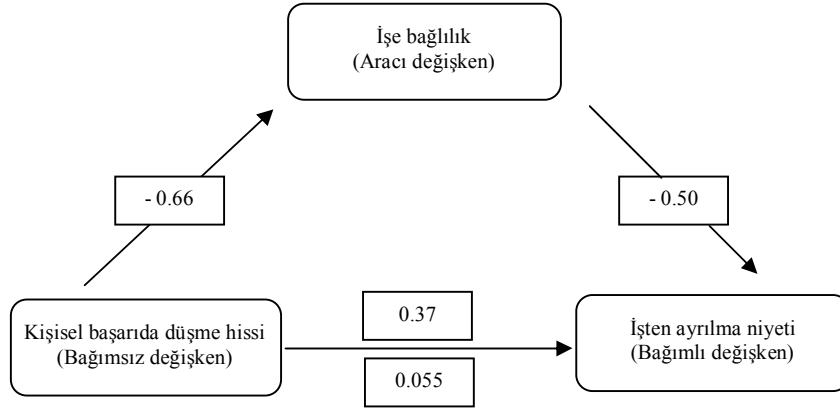 İşe bağlılık
(Aracı değişken)
- 0.66
- 0.50
Kişisel başarıda düşme hissi
(Bağımsız değişken)
0.37
0.055
İşten ayrılma niyeti
(Bağımlı değişken)